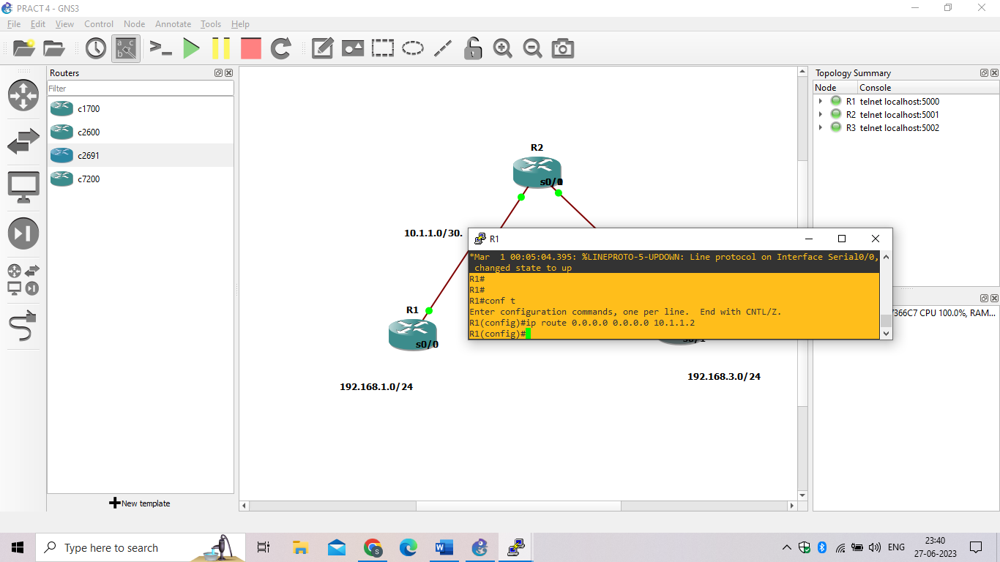 PRACT 4 - GNS3
File Edit View Control Node Annotate Tools Help
Routers
Filter
c1700
c2600
c2691
c7200
New template
R2
s0/0
10.1.1.0/30.
R1
s0/0
192.168.1.0/24
192.168.3.0/24
R1
*Mar  1 00:05:04.395: %LINEPROTO-5-UPDOWN: Line protocol on Interface Serial0/0,
changed state to up
R1#
R1#
R1#conf t
Enter configuration commands, one per line.  End with CNTL/Z.
R1(config)#ip route 0.0.0.0 0.0.0.0 10.1.1.2
R1(config)#
Topology Summary
Node Console
R1 telnet localhost:5000
R2 telnet localhost:5001
R3 telnet localhost:5002
CPU 100.0%, RAM...
Type here to search
ENG
23:40
27-06-2023